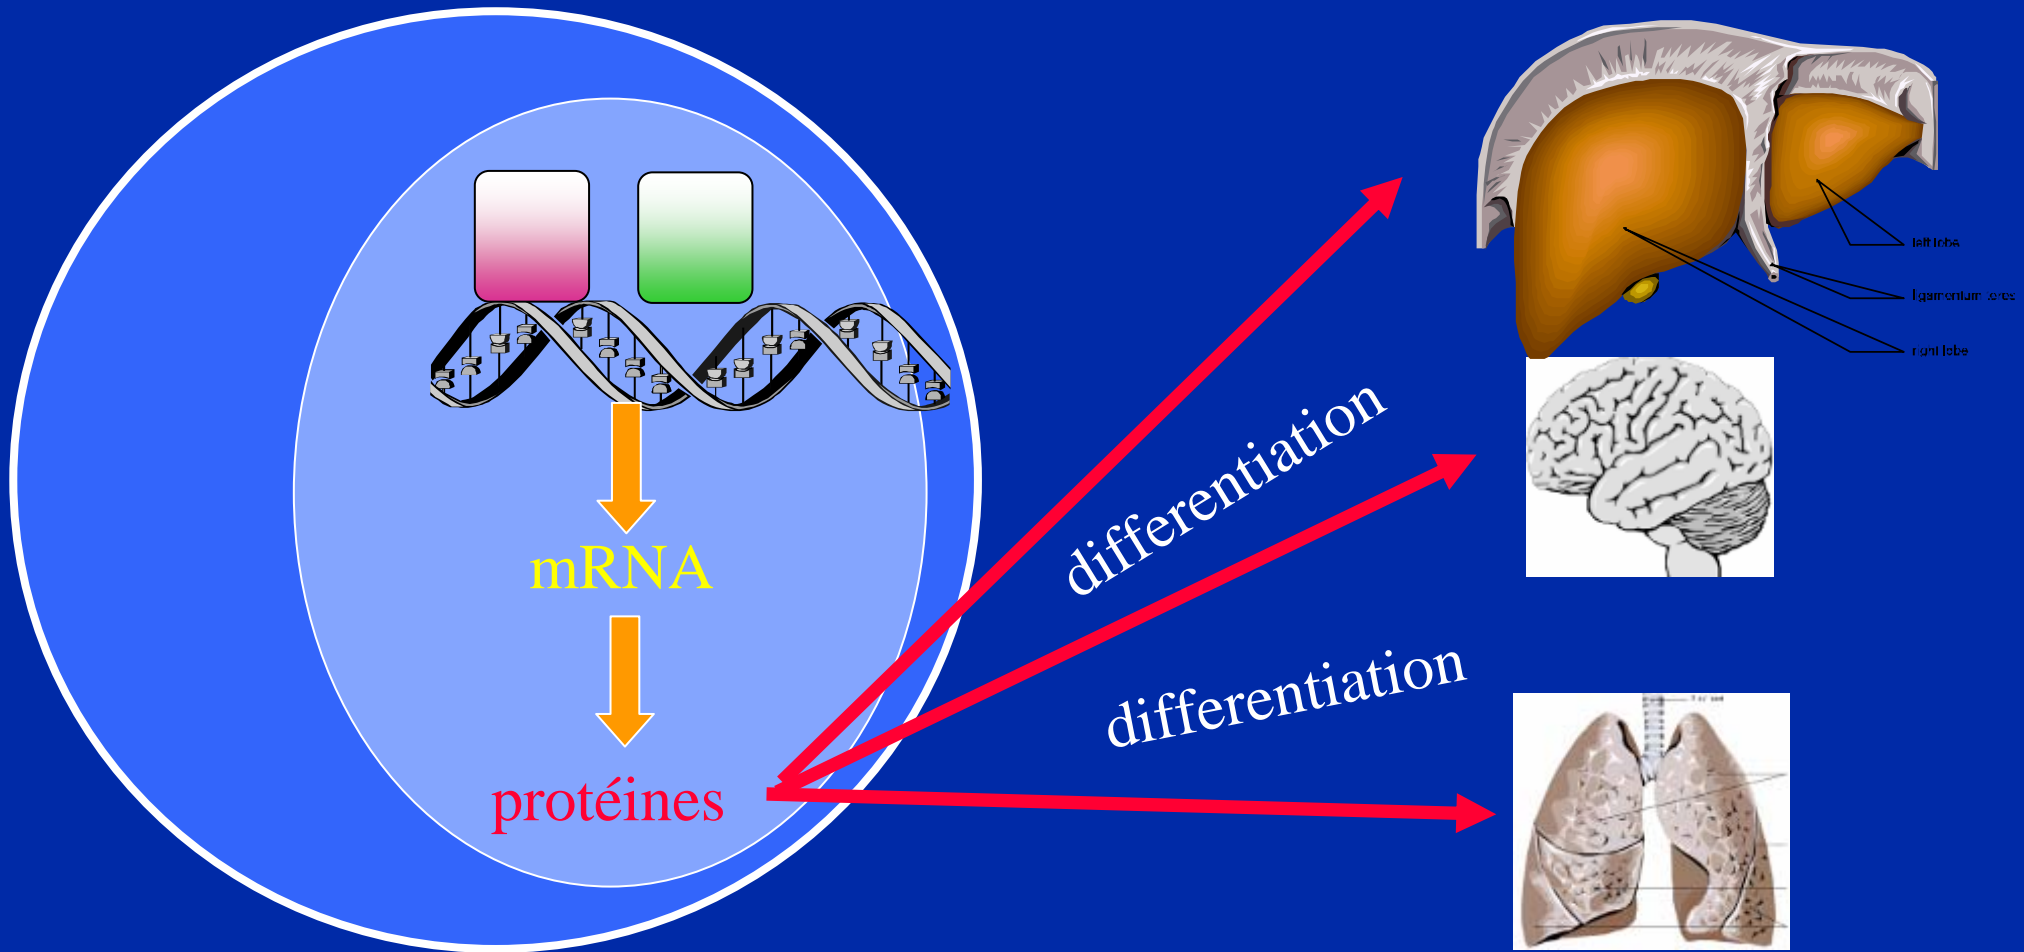 left lobe
ligamentum teres
right lobe
differentiation
mRNA
differentiation
protéines